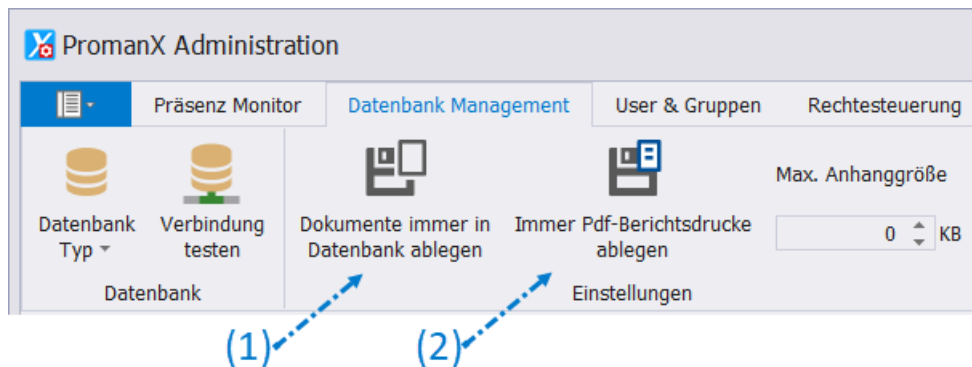 PromanX Administration
Präsenz Monitor Datenbank Management User & Gruppen Rechtesteuerung
Datenbank Typ
Verbindung testen
Dokumente immer in
Datenbank ablegen
Immer Pdf-Berichtsdrucke
ablegen
Max. Anhanggröße
0 KB
Datenbank Einstellungen
(1) (2)